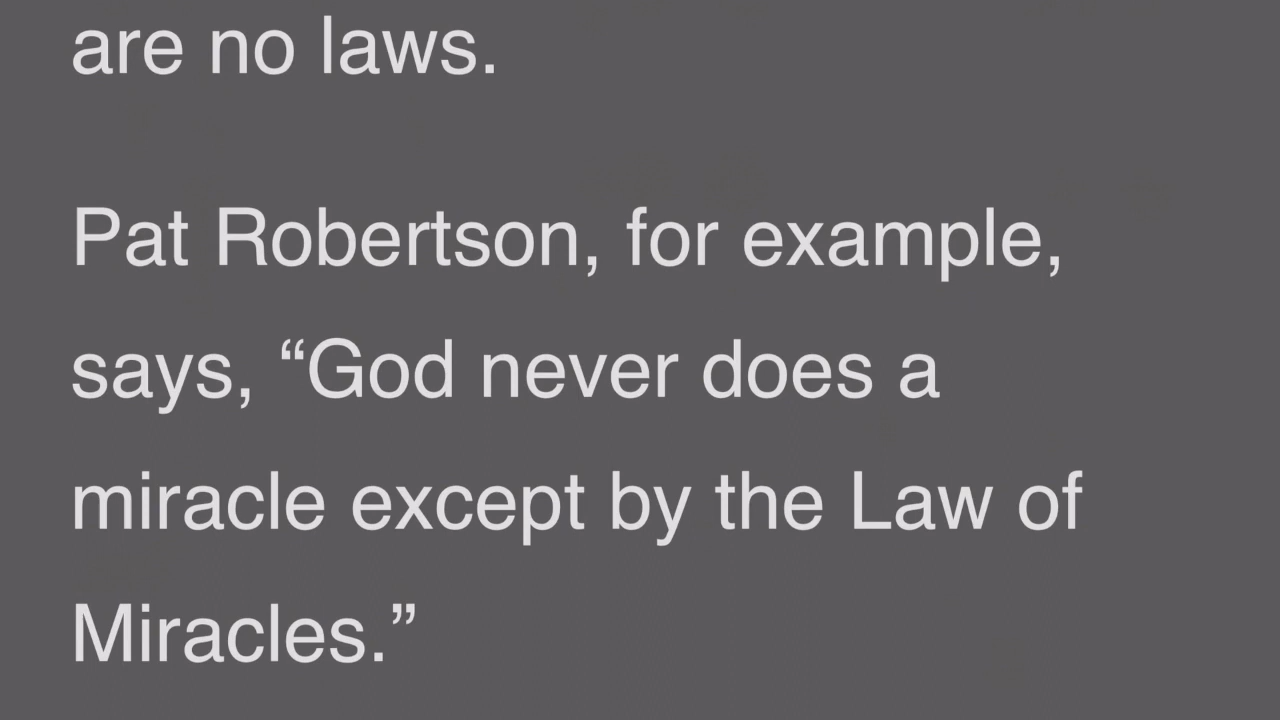 are no laws.
Pat Robertson, for example,
says, “God never does a
miracle except by the Law of
Miracles.”